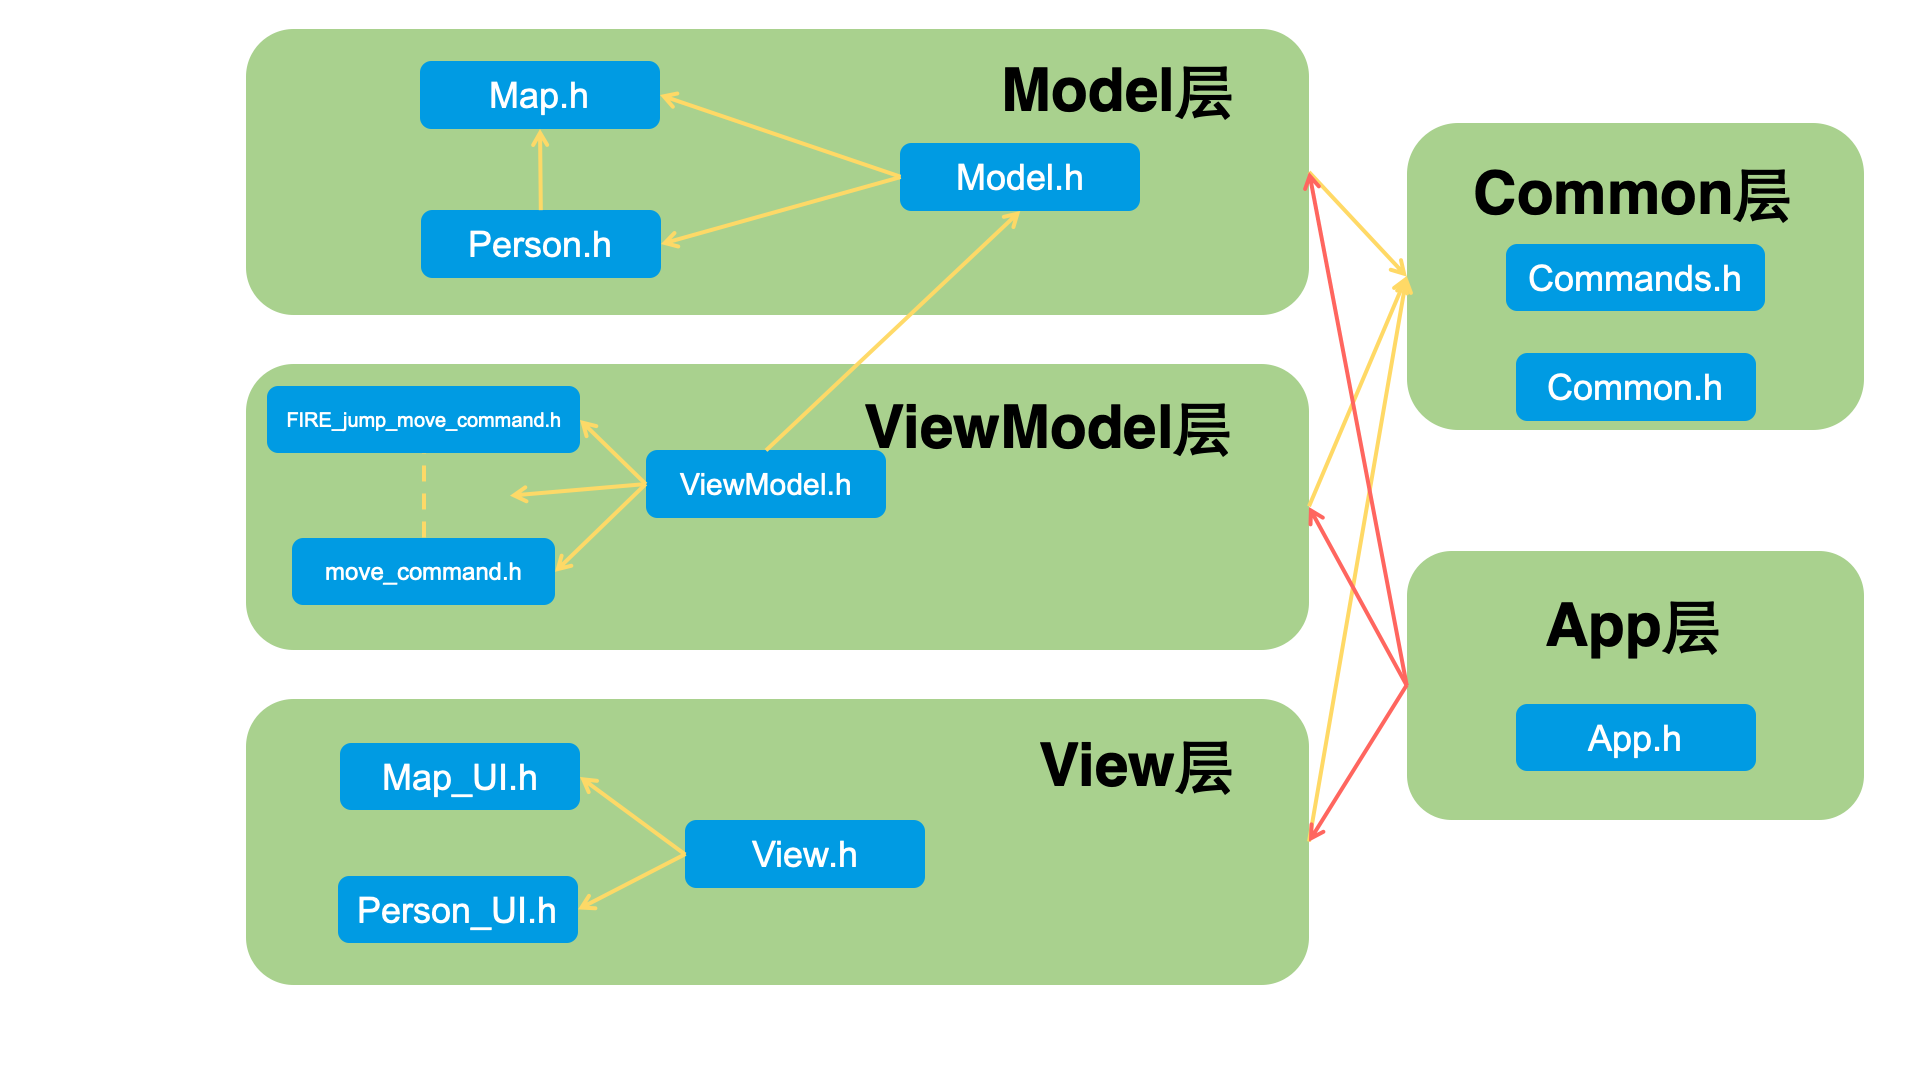 Model层
Map.h
Model.h
Person.h
ViewModel层
FIRE_jump_move_command.h
ViewModel.h
move_command.h
View层
Map_UI.h
View.h
Person_UI.h
Common层
Commands.h
Common.h
App层
App.h